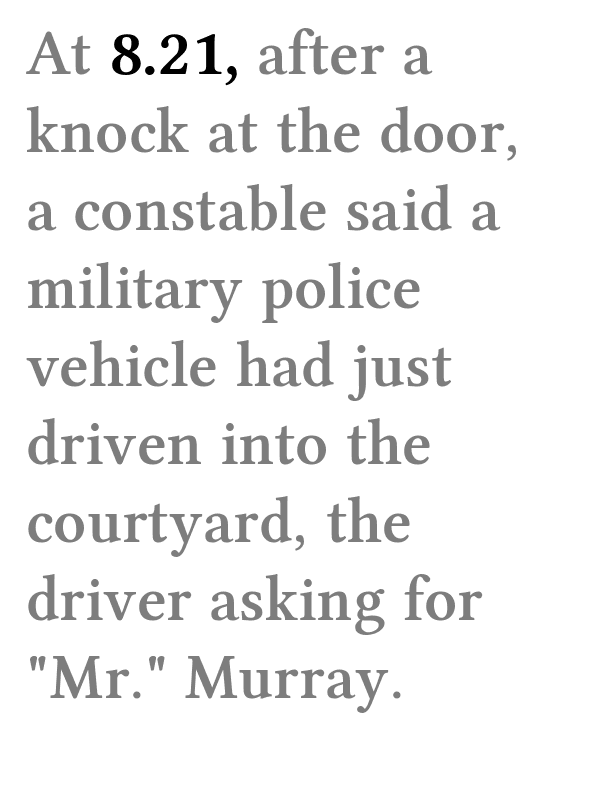 At 8.21, after a
knock at the door,
a constable said a
military police
vehicle had just
driven into the
courtyard, the
driver asking for
"Mr." Murray.